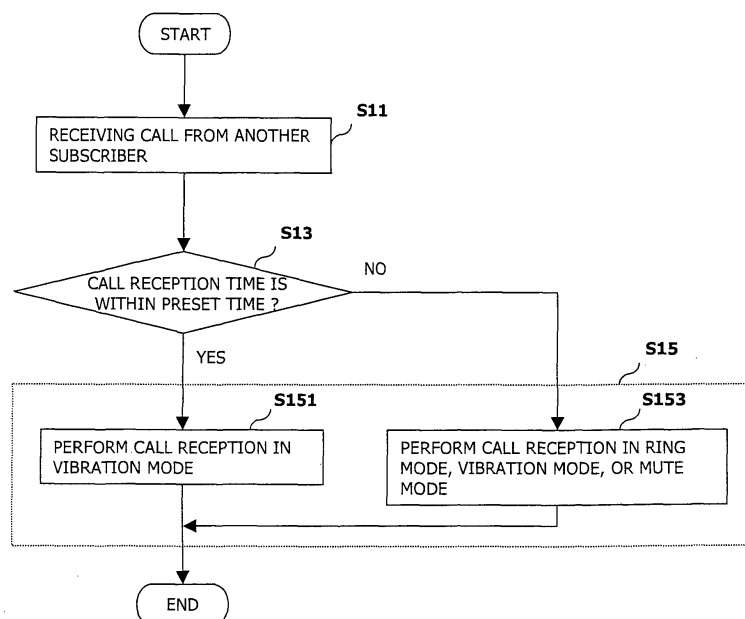 START
S11
RECEIVING CALL FROM ANOTHER
SUBSCRIBER
S13
CALL RECEPTION TIME IS
WITHIN PRESET TIME ?
NO
YES
S15
S151
S153
PERFORM CALL RECEPTION IN
VIBRATION MODE
PERFORM CALL RECEPTION IN RING
MODE, VIBRATION MODE, OR MUTE
MODE
END